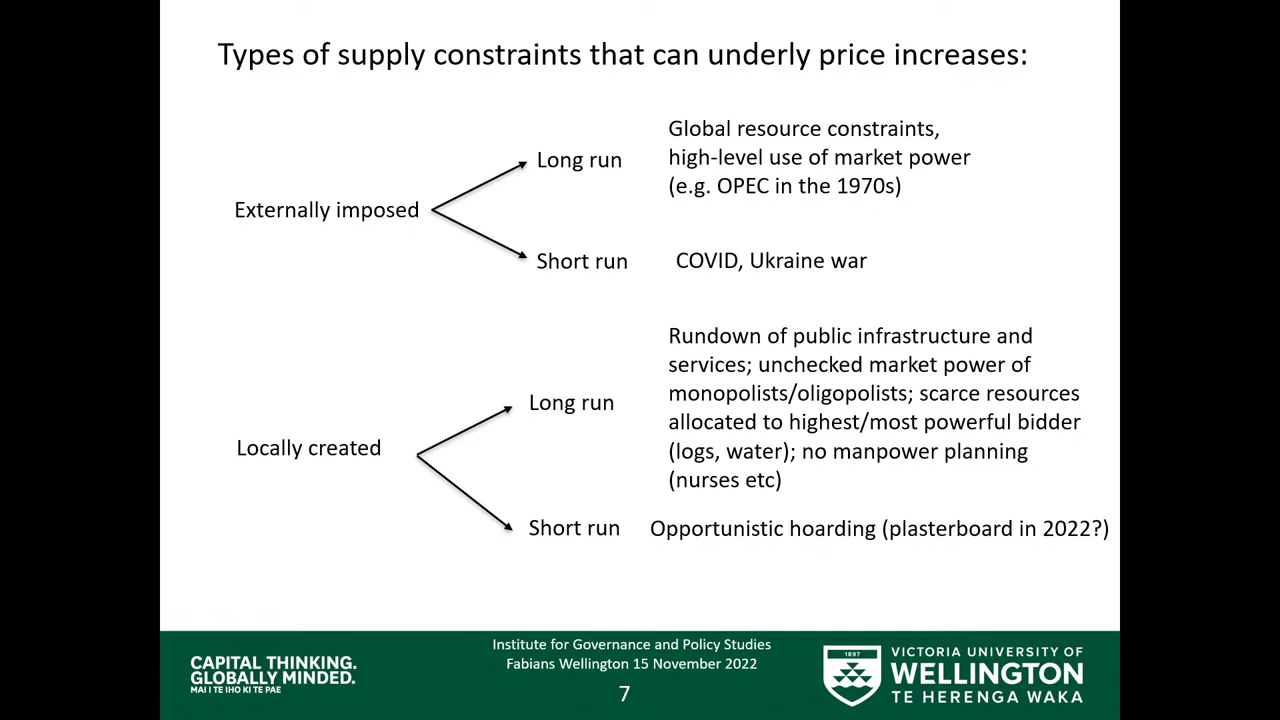 Types of supply constraints that can underly price increases:
Global resource constraints,
high-level use of market power
(e.g. OPEC in the 1970s)
Long run
Externally imposed
Short run
COVID, Ukraine war
Rundown of public infrastructure and
services; unchecked market power of
monopolists/oligopolists; scarce resources
allocated to highest/most powerful bidder
(logs, water); no manpower planning
(nurses etc)
Long run
Locally created
Short run
Opportunistic hoarding (plasterboard in 2022?)
CAPITAL THINKING.
GLOBALLY MINDED.
MAI I TE IHO KI TE PAE
Institute for Governance and Policy Studies
Fabians Wellington 15 November 2022
7
1897
VICTORIA UNIVERSITY OF
WELLINGTON
TE HERENGA WAKA